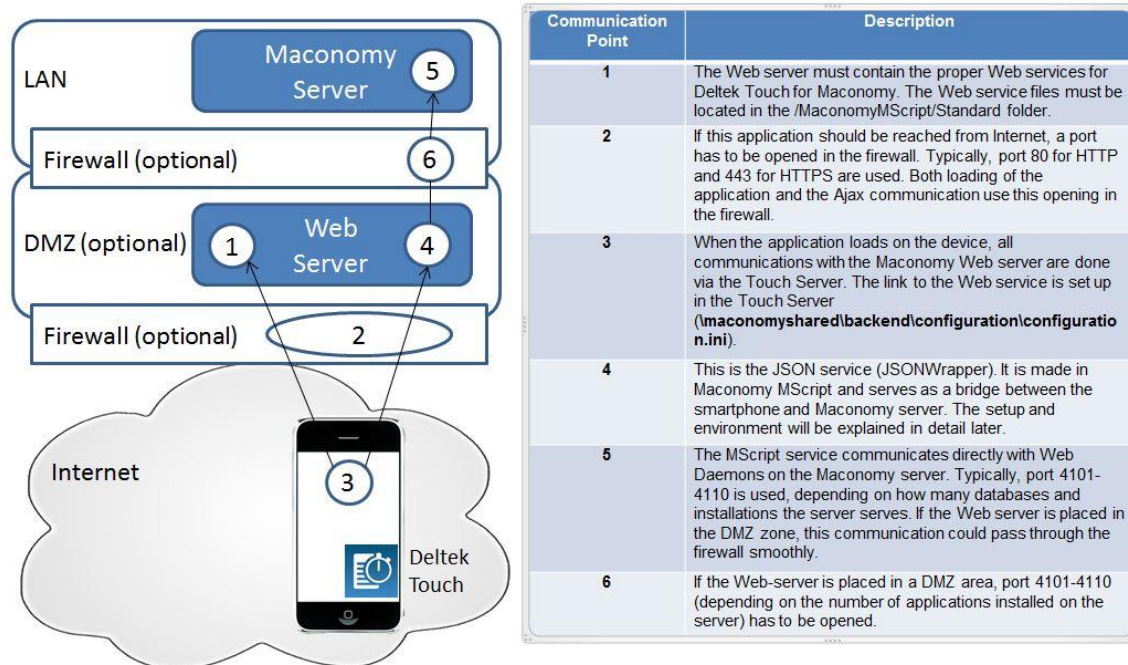 LAN
Maconomy
Server
5
Firewall (optional)
6
DMZ (optional)
1
Web
Server
4
Firewall (optional)
2
Internet
3
Deltek
Touch
Communication
Point
Description
1
The Web server must contain the proper Web services for
Deltek Touch for Maconomy. The Web service files must be
located in the /MaconomyMScript/Standard folder.
2
If this application should be reached from Internet, a port
has to be opened in the firewall. Typically, port 80 for HTTP
and 443 for HTTPS are used. Both loading of the
application and the Ajax communication use this opening in
the firewall.
3
When the application loads on the device, all
communications with the Maconomy Web server are done
via the Touch Server. The link to the Web service is set up
in the Touch Server
(\maconomyshared\backend\configuration\configuratio
n.ini).
4
This is the JSON service (JSONWrapper). It is made in
Maconomy MScript and serves as a bridge between the
smartphone and Maconomy server. The setup and
environment will be explained in detail later.
5
The MScript service communicates directly with Web
Daemons on the Maconomy server. Typically, port 4101-
4110 is used, depending on how many databases and
installations the server serves. If the Web server is placed in
the DMZ zone, this communication could pass through the
firewall smoothly.
6
If the Web-server is placed in a DMZ area, port 4101-4110
(depending on the number of applications installed on the
server) has to be opened.